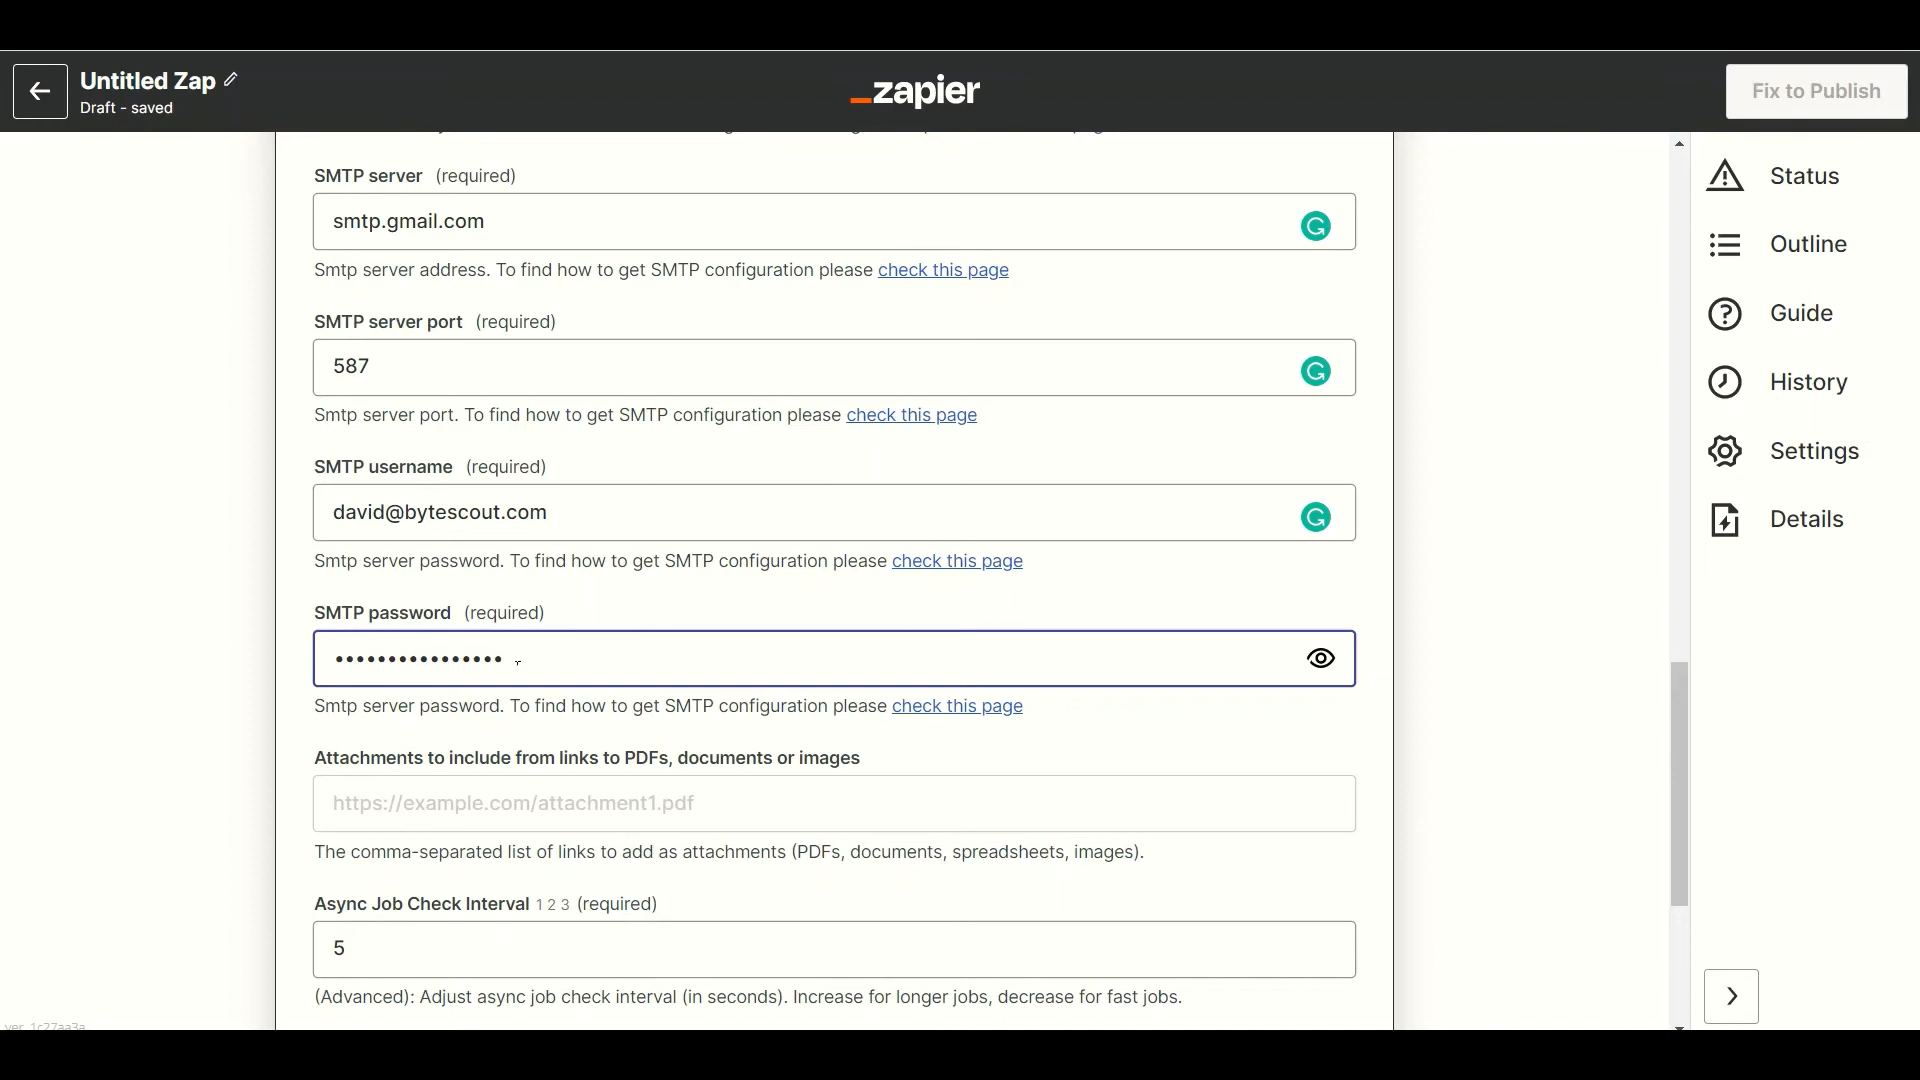 Untitled Zap
Draft - saved
zapier
Fix to Publish
SMTP server (required)
smtp.gmail.com
Smtp server address. To find how to get SMTP configuration please check this page
SMTP server port (required)
587
Smtp server port. To find how to get SMTP configuration please check this page
SMTP username (required)
david@bytescout.com
Smtp server password. To find how to get SMTP configuration please check this page
SMTP password (required)
••••••••••••••••
Smtp server password. To find how to get SMTP configuration please check this page
Attachments to include from links to PDFs, documents or images
https://example.com/attachment1.pdf
The comma-separated list of links to add as attachments (PDFs, documents, spreadsheets, images).
Async Job Check Interval 1 2 3 (required)
5
(Advanced): Adjust async job check interval (in seconds). Increase for longer jobs, decrease for fast jobs.
Status
Outline
Guide
History
Settings
Details